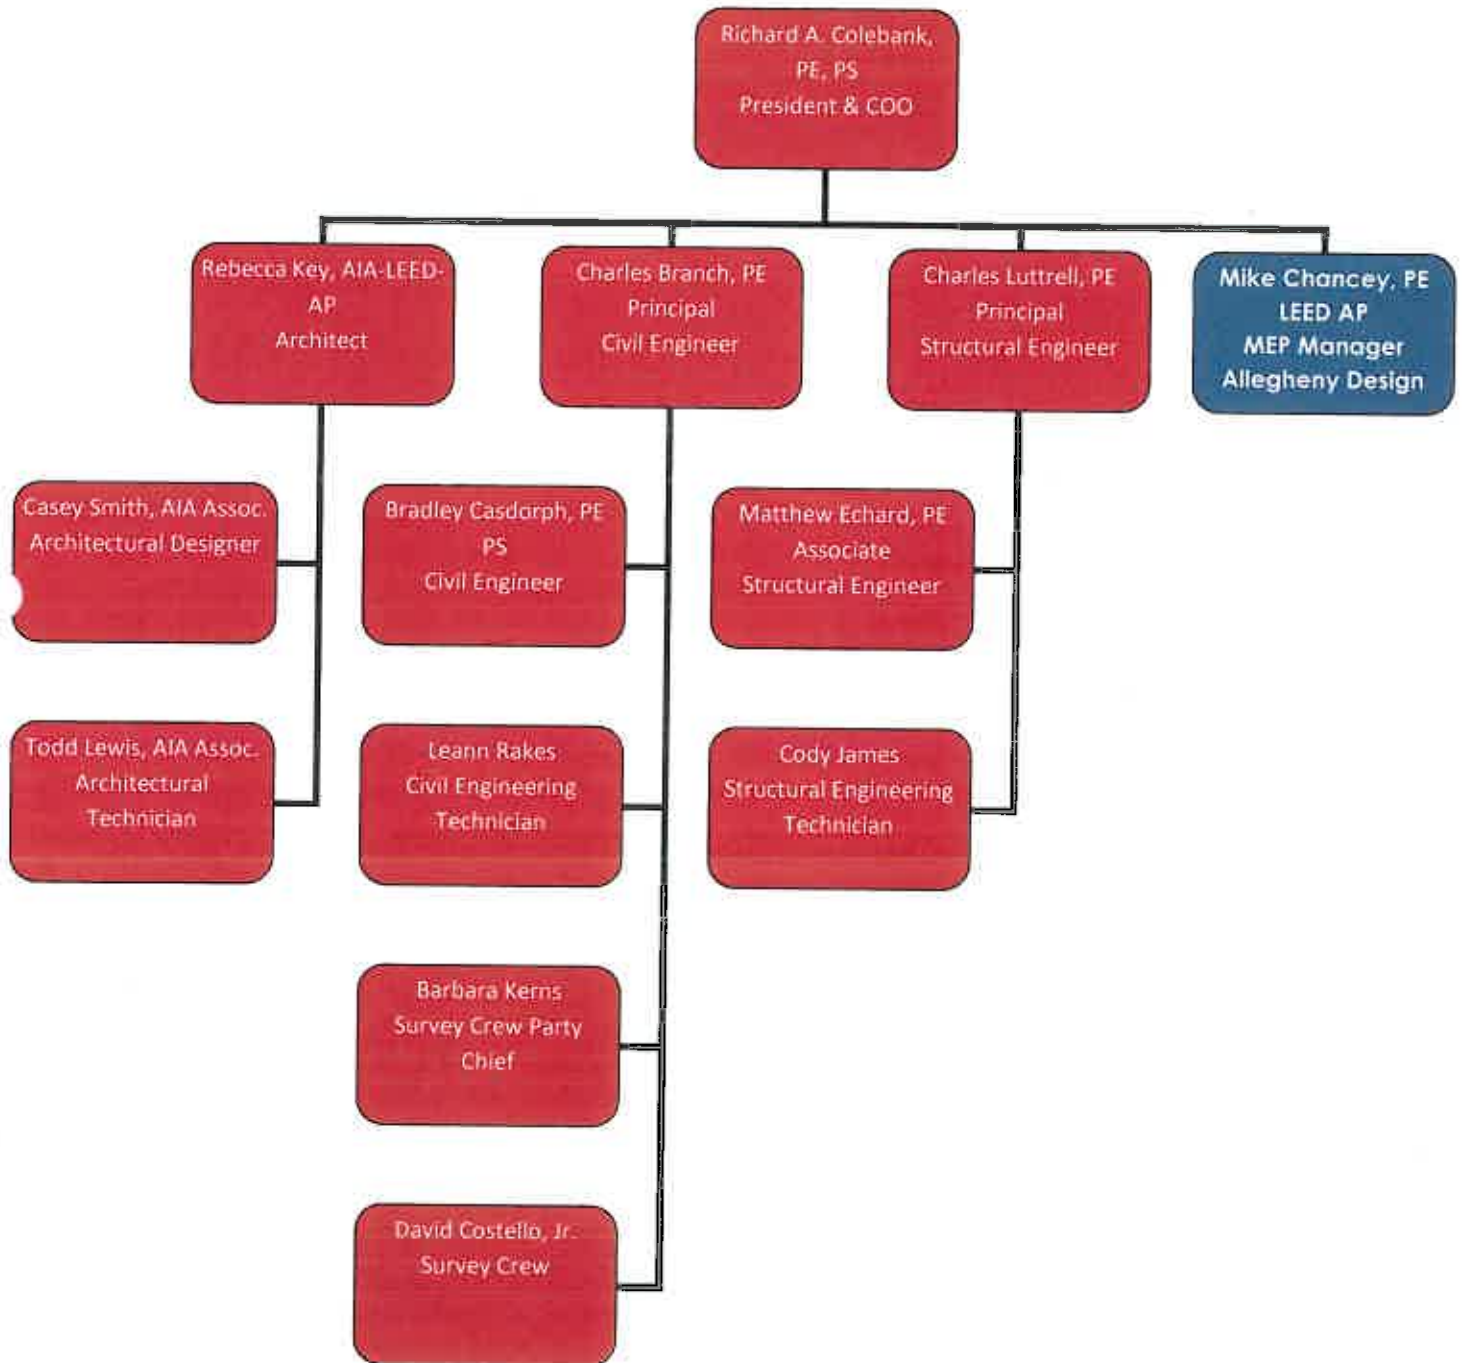 Richard A. Colebank,
PE, PS
President & COO
Rebecca Key, AIA-LEED-
AP
Architect
Charles Branch, PE
Principal
Civil Engineer
Charles Luttrell, PE
Principal
Structural Engineer
Mike Chancey, PE
LEED AP
MEP Manager
Allegheny Design
Casey Smith, AIA Assoc.
Architectural Designer
Bradley Casdorph, PE
PS
Civil Engineer
Matthew Echard, PE
Associate
Structural Engineer
Todd Lewis, AIA Assoc.
Architectural
Technician
Leann Rakes
Civil Engineering
Technician
Cody James
Structural Engineering
Technician
Barbara Kerns
Survey Crew Party
Chief
David Costello, Jr.
Survey Crew